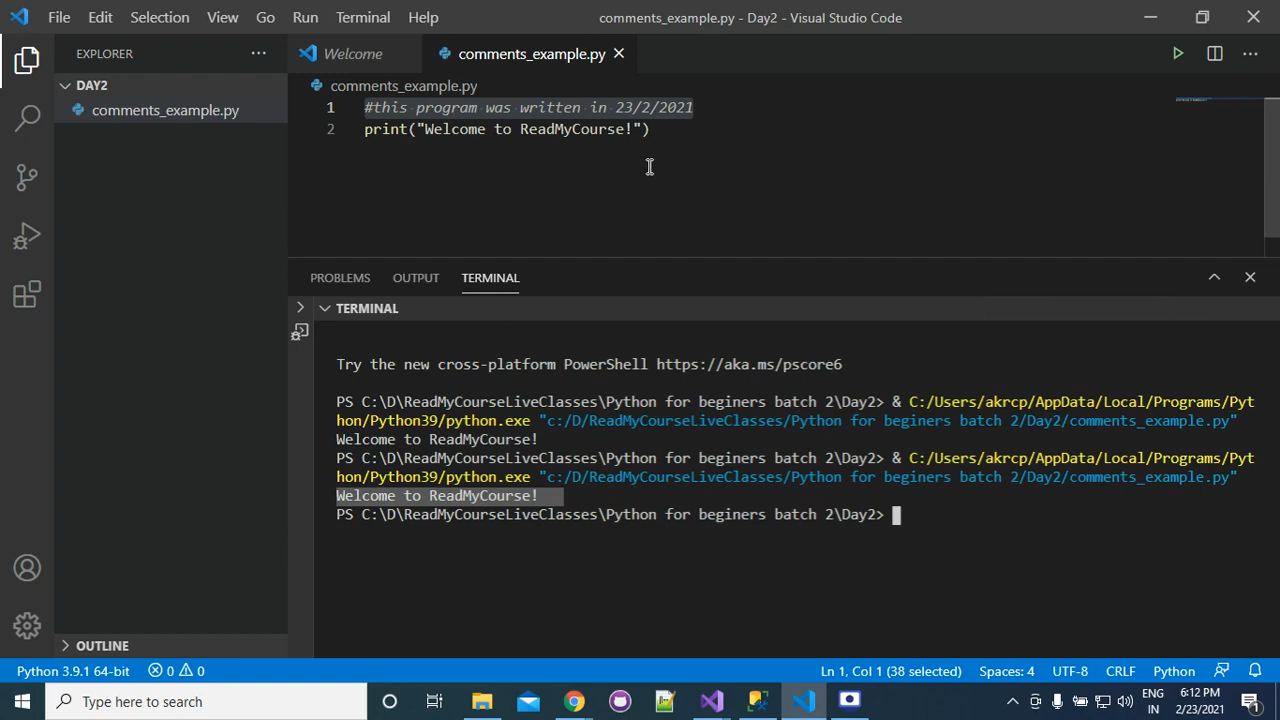 File Edit Selection View Go Run Terminal Help comments_example.py - Day2 - Visual Studio Code
EXPLORER
Welcome
comments_example.py
DAY2
comments_example.py
comments_example.py
1 #this program was written in 23/2/2021
2 print("Welcome to ReadMyCourse!")
PROBLEMS OUTPUT TERMINAL
TERMINAL
Try the new cross-platform PowerShell https://aka.ms/pscore6
PS C:\D\ReadMyCourseLiveClasses\Python for beginers batch 2\Day2> & C:/Users/akrcp/AppData/Local/Programs/Pyt
hon/Python39/python.exe "c:/D/ReadMyCourseLiveClasses/Python for beginers batch 2/Day2/comments_example.py"
Welcome to ReadMyCourse!
PS C:\D\ReadMyCourseLiveClasses\Python for beginers batch 2\Day2> & C:/Users/akrcp/AppData/Local/Programs/Pyt
hon/Python39/python.exe "c:/D/ReadMyCourseLiveClasses/Python for beginers batch 2/Day2/comments_example.py"
Welcome to ReadMyCourse!
PS C:\D\ReadMyCourseLiveClasses\Python for beginers batch 2\Day2>
OUTLINE
Python 3.9.1 64-bit 0 0 Ln 1, Col 1 (38 selected) Spaces: 4 UTF-8 CRLF Python
Type here to search
ENG
IN
6:12 PM
2/23/2021
1